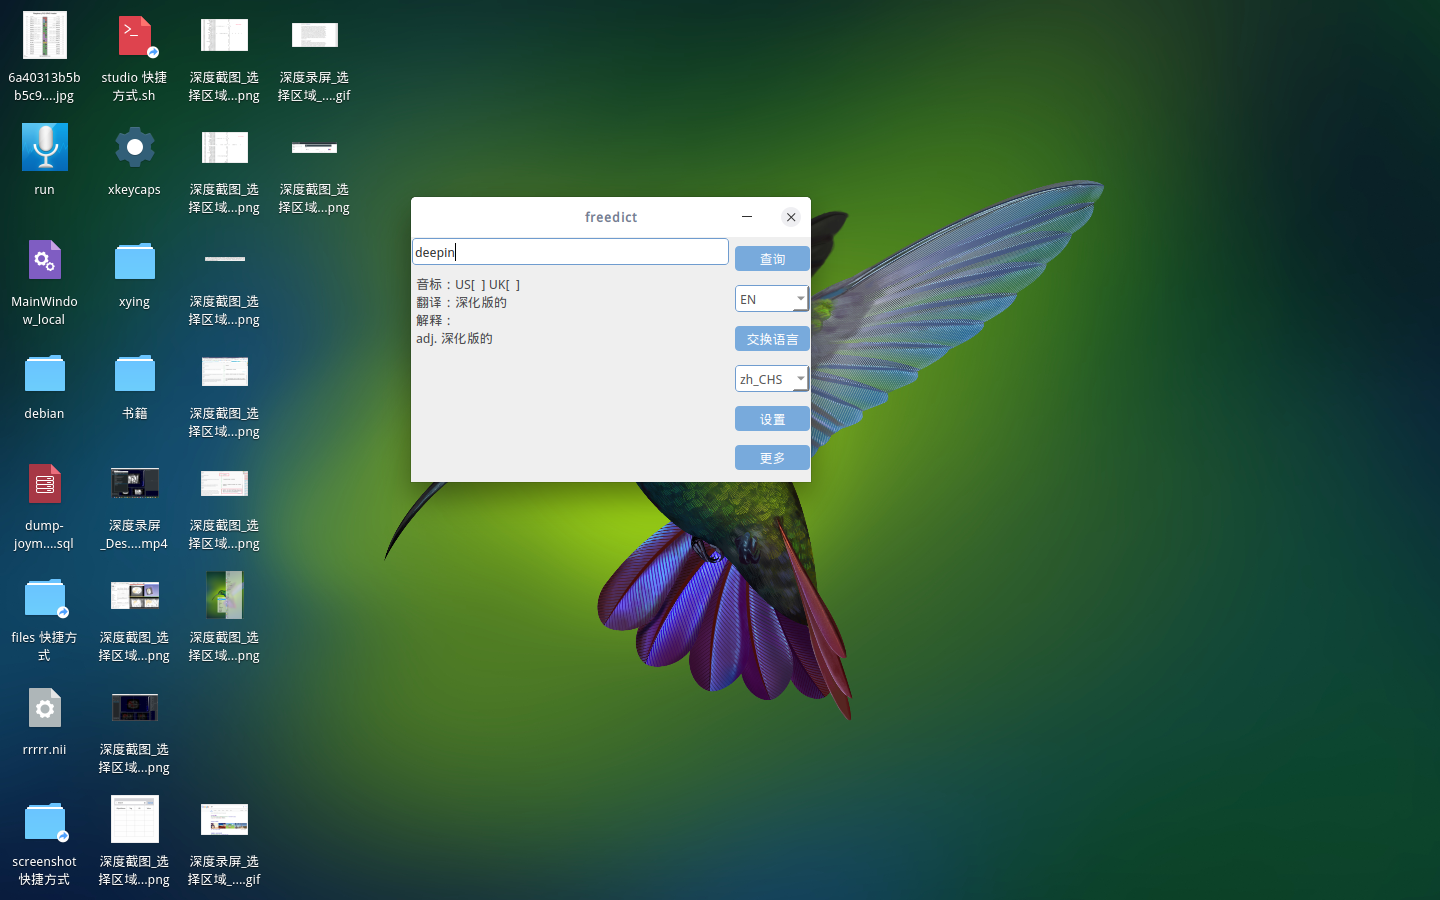 6a40313b5b
b5c9....jpg
studio 快捷
方式.sh
深度截图_选
择区域...png
深度录屏_选
择区域_....gif
run
xkeycaps
深度截图_选
择区域...png
深度截图_选
择区域...png
MainWindo
w_local
xying
深度截图_选
择区域...png
debian
书籍
深度截图_选
择区域...png
dump-
joym....sql
深度录屏
_Des....mp4
深度截图_选
择区域...png
files 快捷方
式
深度截图_选
择区域...png
深度截图_选
择区域...png
rrrrr.nii
深度截图_选
择区域...png
screenshot
快捷方式
深度截图_选
择区域...png
深度录屏_选
择区域_....gif
freedict
deepin
查询
音标：US[ ] UK[ ]
翻译：深化版的
解释：
adj. 深化版的
EN
交换语言
zh_CHS
设置
更多